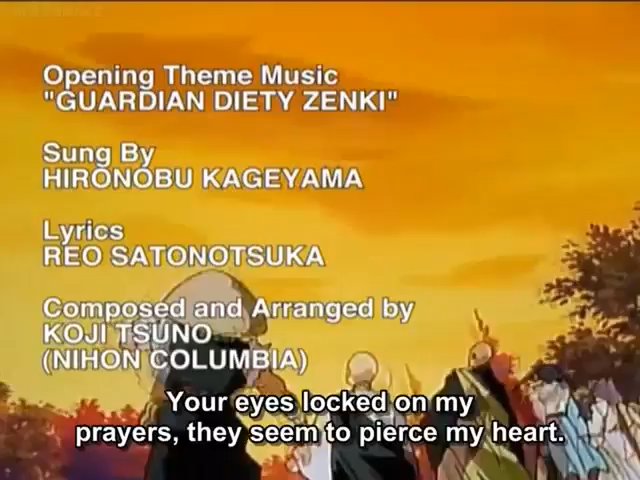 Opening Theme Music
"GUARDIAN DIETY ZENKI"
Sung By
HIRONOBU KAGEYAMA
Lyrics
REO SATONOTSUKA
Composed and Arranged by
KOJI TSUNO
(NIHON COLUMBIA)
Your eyes locked on my
prayers, they seem to pierce my heart.